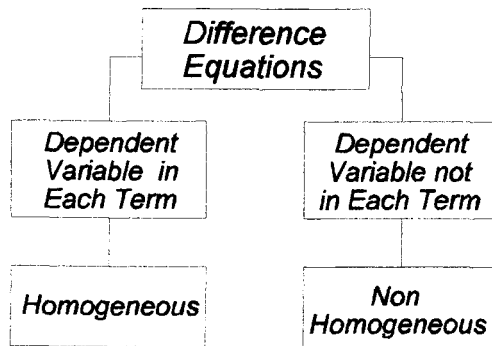 Difference
Equations
Dependent
Variable in
Each Term
Dependent
Variable not
in Each Term
Homogeneous
Non
Homogeneous